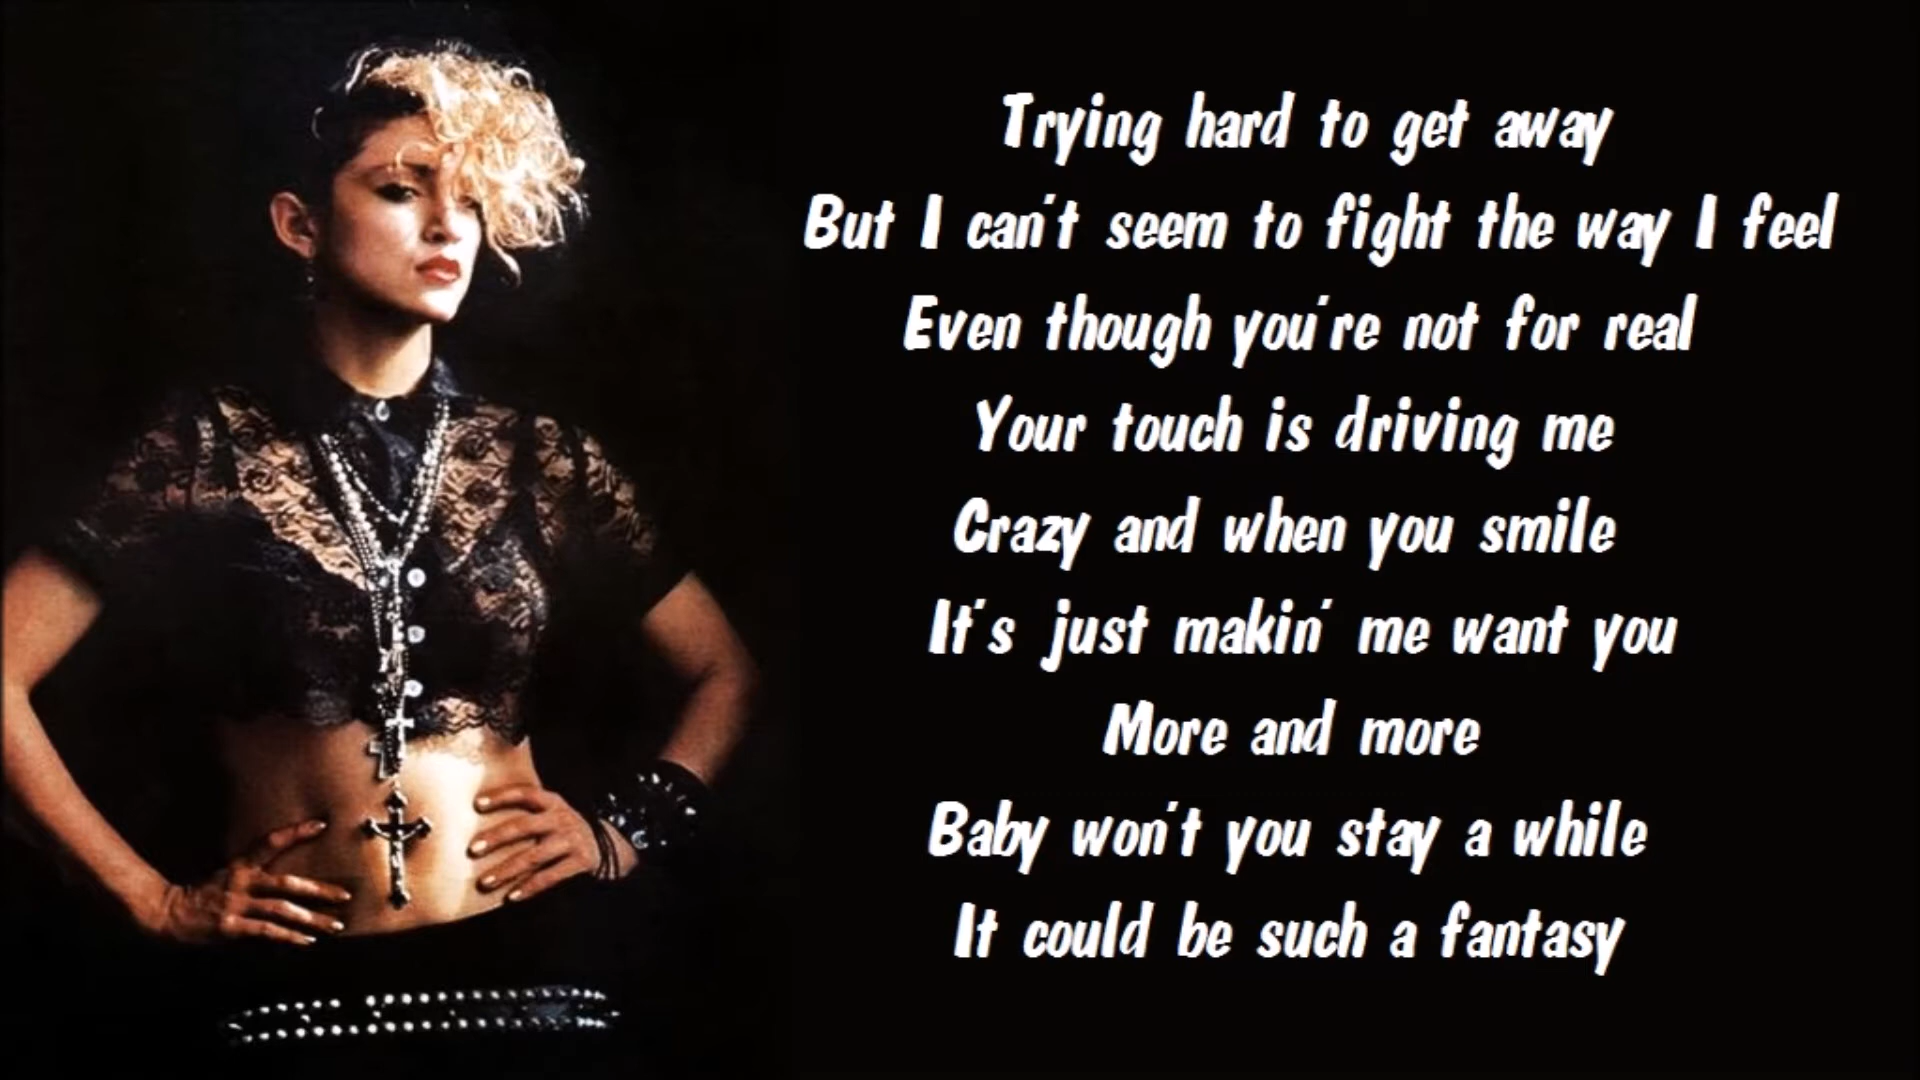 Trying hard to get away
But I can't seem to fight the way I feel
Even though you're not for real
Your touch is driving me
Crazy and when you smile
It's just makin' me want you
More and more
Baby won't you stay a while
It could be such a fantasy